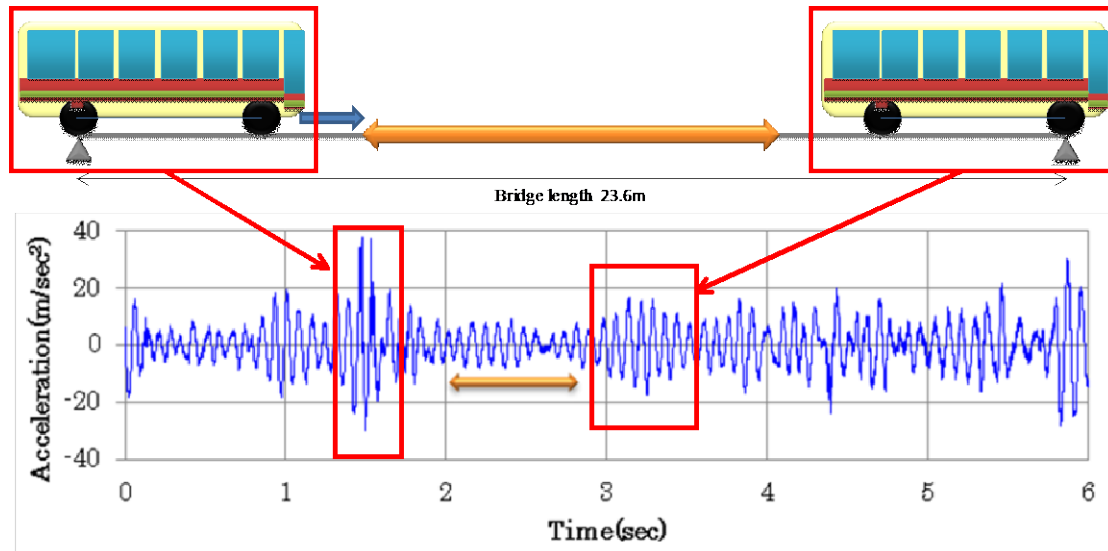 Bridge length 23.6m
Acceleration(m/sec²)
40
20
0
-20
-40
0 1 2 3 4 5 6
Time(sec)